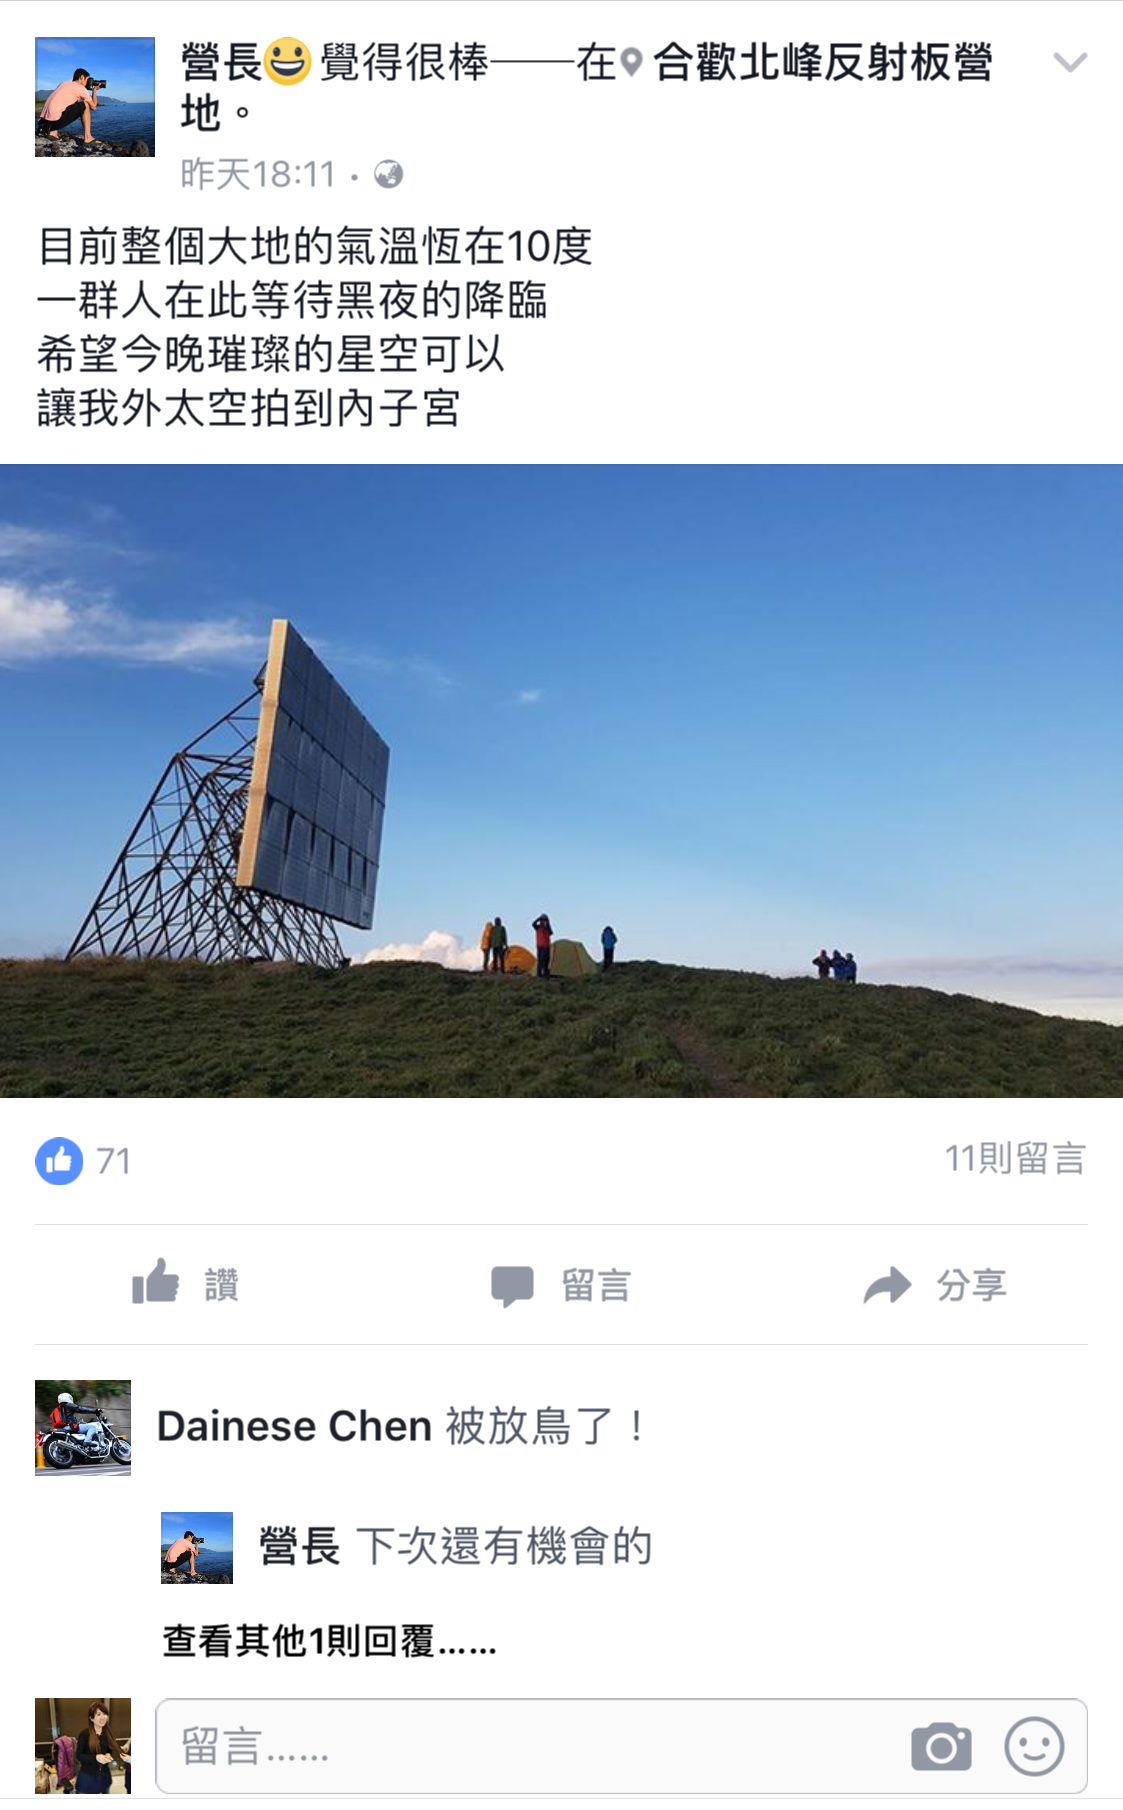 營長😀覺得很棒——在 合歡北峰反射板營
地。
昨天18:11 ·
目前整個大地的氣溫恆在10度
一群人在此等待黑夜的降臨
希望今晚璀璨的星空可以
讓我外太空拍到內子宮
71
11則留言
讚
留言
分享
Dainese Chen 被放鳥了！
營長 下次還有機會的
查看其他1則回覆……
留言……